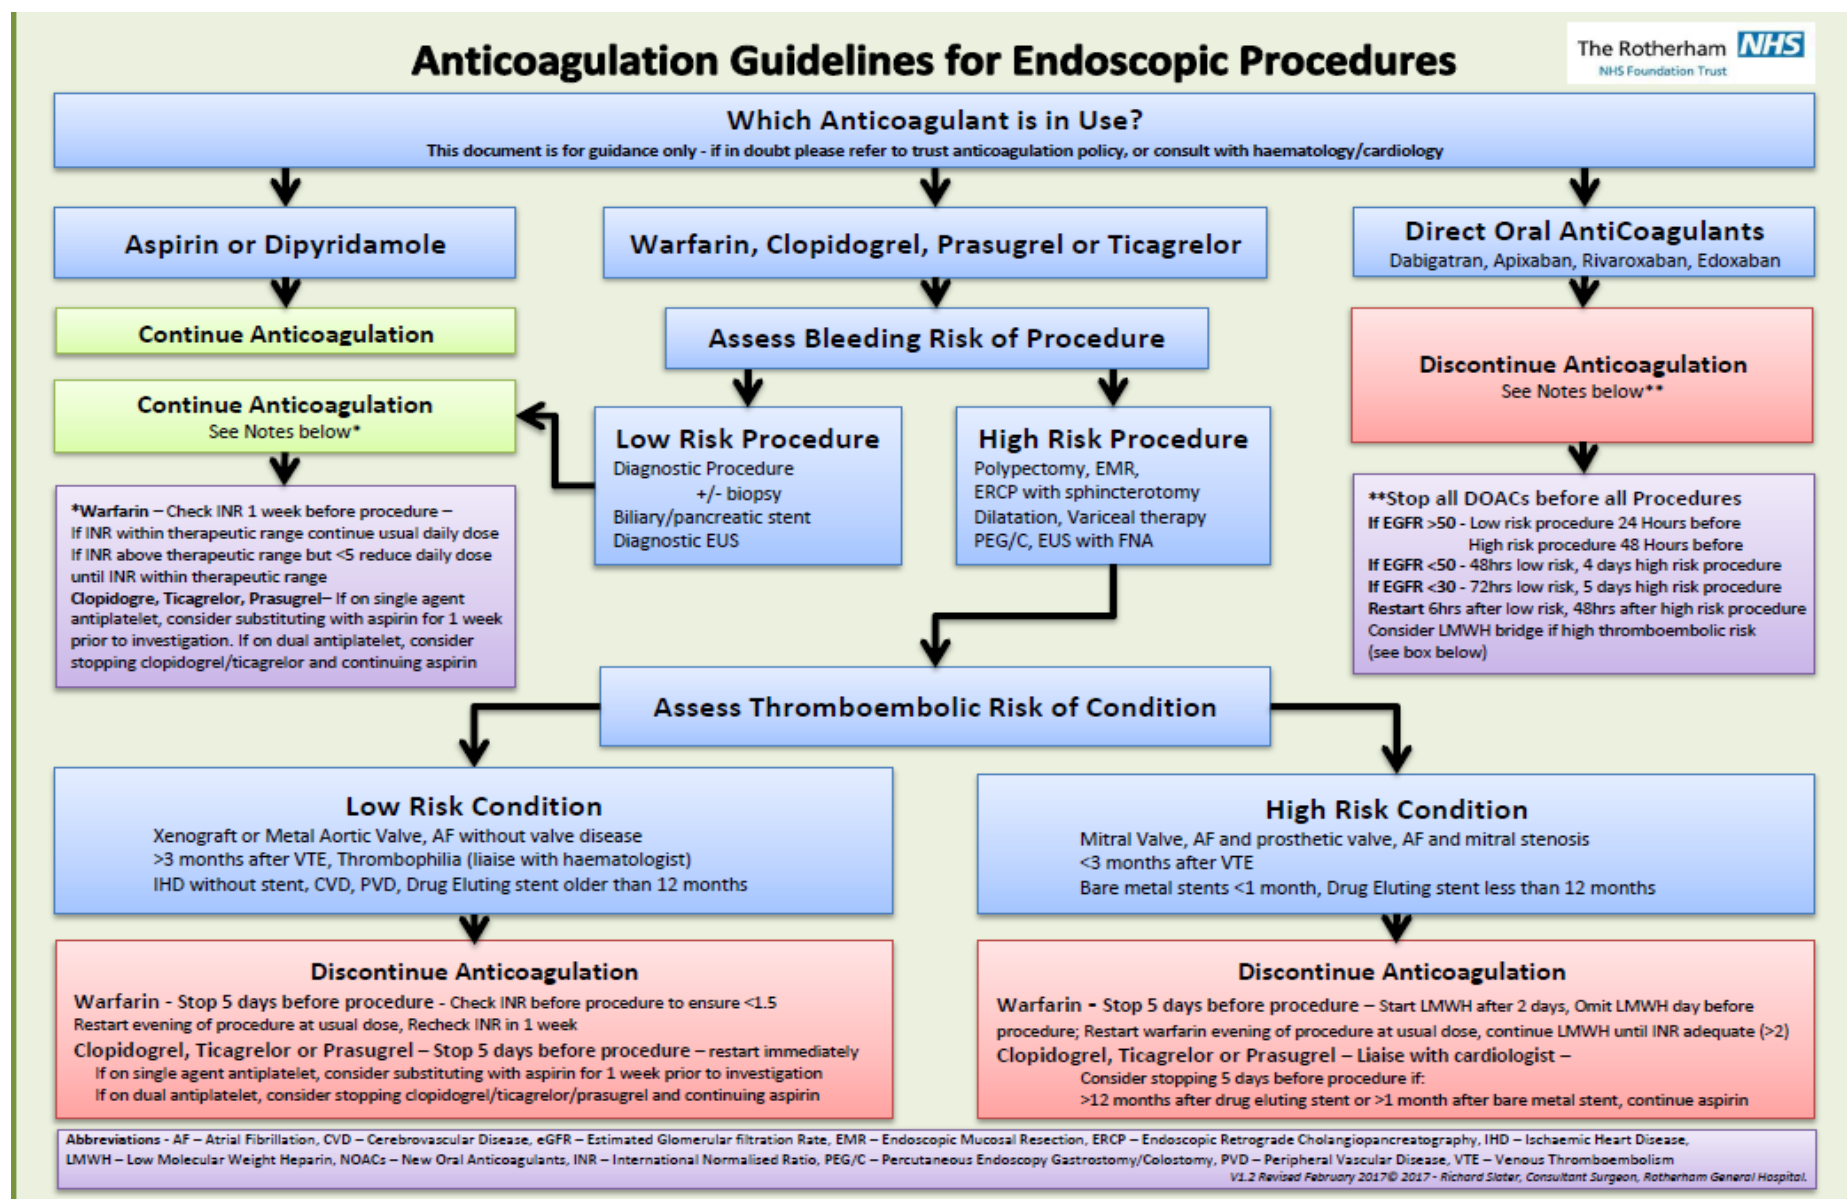 Anticoagulation Guidelines for Endoscopic Procedures
The Rotherham NHS
NHS Foundation Trust
Which Anticoagulant is in Use?
This document is for guidance only - if in doubt please refer to trust anticoagulation policy, or consult with haematology/cardiology
Aspirin or Dipyridamole
Continue Anticoagulation
Warfarin, Clopidogrel, Prasugrel or Ticagrelor
Assess Bleeding Risk of Procedure
Direct Oral AntiCoagulants
Dabigatran, Apixaban, Rivaroxaban, Edoxaban
Discontinue Anticoagulation
See Notes below**
Continue Anticoagulation
See Notes below*
Low Risk Procedure
Diagnostic Procedure
+/- biopsy
Biliary/pancreatic stent
Diagnostic EUS
High Risk Procedure
Polypectomy, EMR,
ERCP with sphincterotomy
Dilatation, Variceal therapy
PEG/C, EUS with FNA
*Warfarin – Check INR 1 week before procedure –
If INR within therapeutic range continue usual daily dose
If INR above therapeutic range but <5 reduce daily dose
until INR within therapeutic range
Clopidogre, Ticagrelor, Prasugrel– If on single agent
antiplatelet, consider substituting with aspirin for 1 week
prior to investigation. If on dual antiplatelet, consider
stopping clopidogrel/ticagrelor and continuing aspirin
**Stop all DOACs before all Procedures
If EGFR >50 - Low risk procedure 24 Hours before
High risk procedure 48 Hours before
If EGFR <50 - 48hrs low risk, 4 days high risk procedure
If EGFR <30 - 72hrs low risk, 5 days high risk procedure
Restart 6hrs after low risk, 48hrs after high risk procedure
Consider LMWH bridge if high thromboembolic risk
(see box below)
Assess Thromboembolic Risk of Condition
Low Risk Condition
Xenograft or Metal Aortic Valve, AF without valve disease
>3 months after VTE, Thrombophilia (liaise with haematologist)
IHD without stent, CVD, PVD, Drug Eluting stent older than 12 months
High Risk Condition
Mitral Valve, AF and prosthetic valve, AF and mitral stenosis
<3 months after VTE
Bare metal stents <1 month, Drug Eluting stent less than 12 months
Discontinue Anticoagulation
Warfarin - Stop 5 days before procedure - Check INR before procedure to ensure <1.5
Restart evening of procedure at usual dose, Recheck INR in 1 week
Clopidogrel, Ticagrelor or Prasugrel – Stop 5 days before procedure – restart immediately
If on single agent antiplatelet, consider substituting with aspirin for 1 week prior to investigation
If on dual antiplatelet, consider stopping clopidogrel/ticagrelor/prasugrel and continuing aspirin
Discontinue Anticoagulation
Warfarin - Stop 5 days before procedure – Start LMWH after 2 days, Omit LMWH day before
procedure; Restart warfarin evening of procedure at usual dose, continue LMWH until INR adequate (>2)
Clopidogrel, Ticagrelor or Prasugrel – Liaise with cardiologist –
Consider stopping 5 days before procedure if:
>12 months after drug eluting stent or >1 month after bare metal stent, continue aspirin
Abbreviations - AF – Atrial Fibrillation, CVD – Cerebrovascular Disease, eGFR – Estimated Glomerular filtration Rate, EMR – Endoscopic Mucosal Resection, ERCP – Endoscopic Retrograde Cholangiopancreatography, IHD – Ischaemic Heart Disease,
LMWH – Low Molecular Weight Heparin, NOACs – New Oral Anticoagulants, INR – International Normalised Ratio, PEG/C – Percutaneous Endoscopy Gastrostomy/Colostomy, PVD – Peripheral Vascular Disease, VTE – Venous Thromboembolism
V1.2 Revised February 2017© 2017 - Richard Slater, Consultant Surgeon, Rotherham General Hospital.